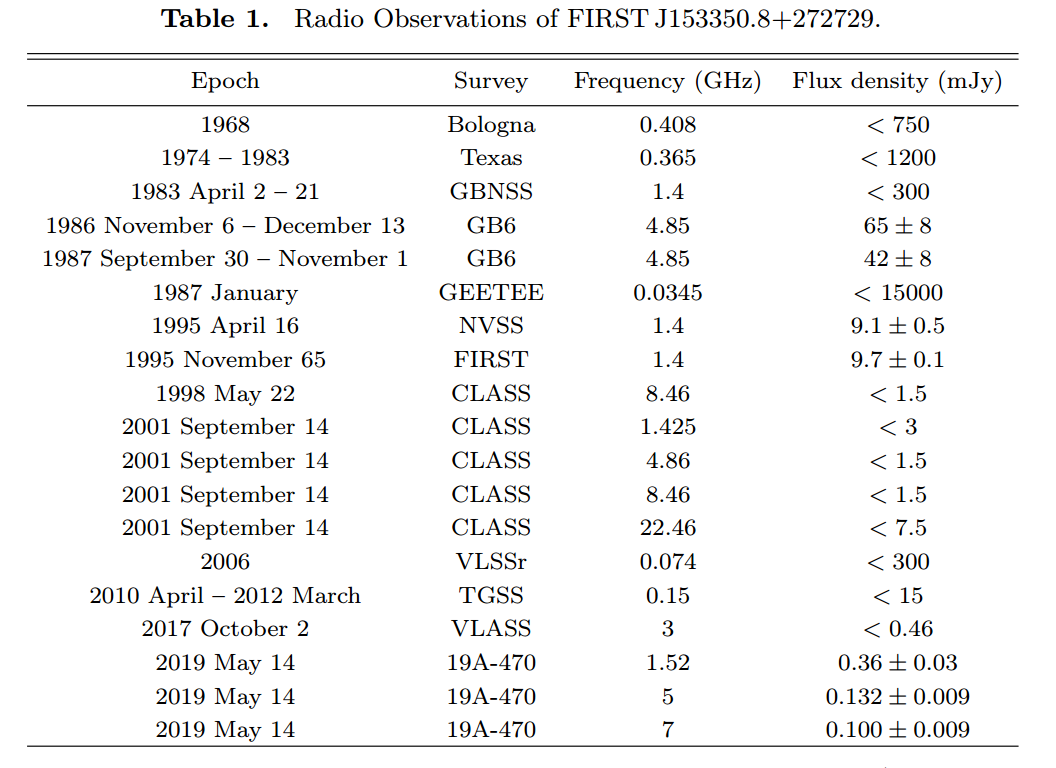 Table 1. Radio Observations of FIRST J153350.8+272729.
Epoch Survey Frequency (GHz) Flux density (mJy)
1968 Bologna 0.408 < 750
1974 – 1983 Texas 0.365 < 1200
1983 April 2 – 21 GBNSS 1.4 < 300
1986 November 6 – December 13 GB6 4.85 65 ± 8
1987 September 30 – November 1 GB6 4.85 42 ± 8
1987 January GEETEE 0.0345 < 15000
1995 April 16 NVSS 1.4 9.1 ± 0.5
1995 November 65 FIRST 1.4 9.7 ± 0.1
1998 May 22 CLASS 8.46 < 1.5
2001 September 14 CLASS 1.425 < 3
2001 September 14 CLASS 4.86 < 1.5
2001 September 14 CLASS 8.46 < 1.5
2001 September 14 CLASS 22.46 < 7.5
2006 VLSSr 0.074 < 300
2010 April – 2012 March TGSS 0.15 < 15
2017 October 2 VLASS 3 < 0.46
2019 May 14 19A-470 1.52 0.36 ± 0.03
2019 May 14 19A-470 5 0.132 ± 0.009
2019 May 14 19A-470 7 0.100 ± 0.009